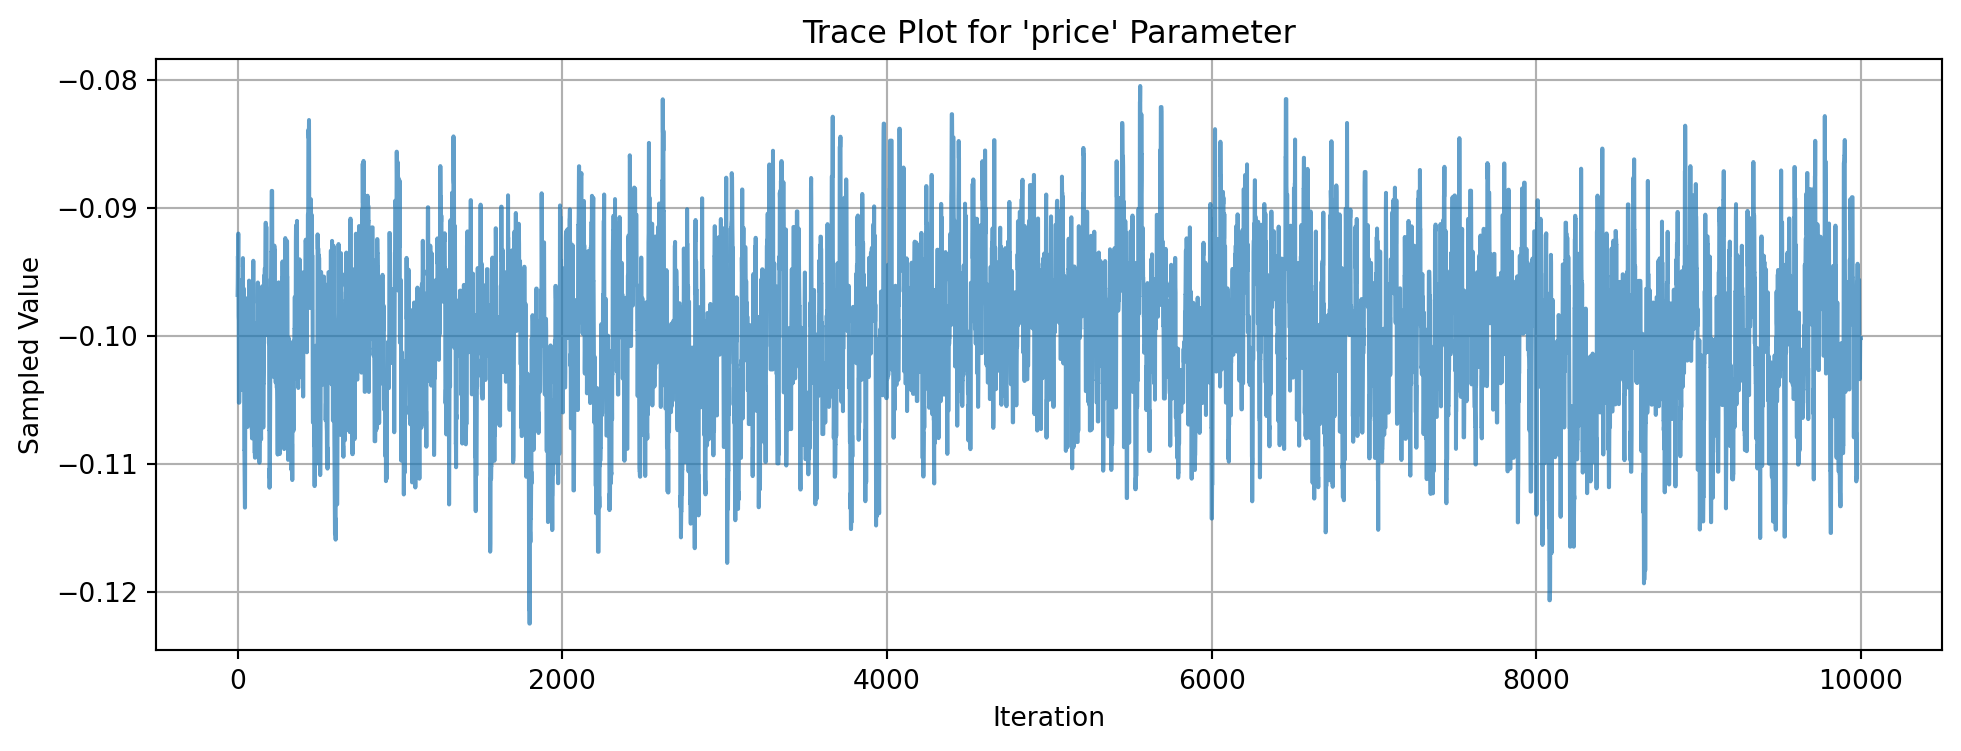 Trace Plot for 'price' Parameter
−0.08
−0.09
−0.10
−0.11
−0.12
Sampled Value
0 2000 4000 6000 8000 10000
Iteration